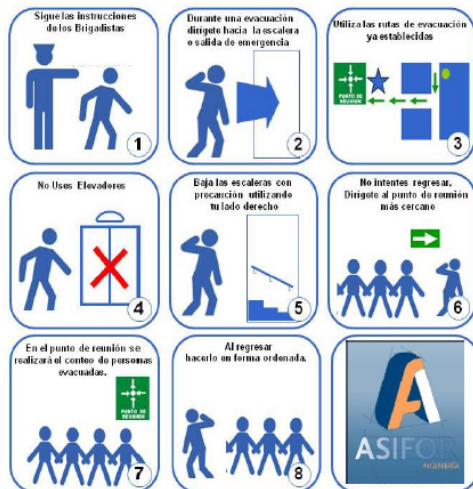 Sigue las instrucciones
de los Brigadistas
1
Durante una evacuación
dirígete hacia la escalera
o salida de emergencia
2
Utiliza las rutas de evacuación
ya establecidas
PUNTO DE
REUNIÓN
3
No Uses Elevadores
4
Baja las escaleras con
precaución utilizando
tu lado derecho
5
No intentes regresar,
Dirígete al punto de reunión
más cercano
6
En el punto de reunión se
realizará el conteo de personas
evacuadas.
PUNTO DE
REUNIÓN
7
Al regresar
hacerlo en forma ordenada.
8
ASIFOR
INGENIERÍA